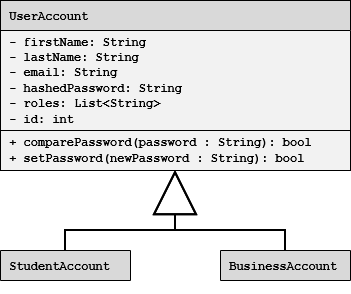 UserAccount
- firstName: String
- lastName: String
- email: String
- hashedPassword: String
- roles: List<String>
- id: int
+ comparePassword(password : String): bool
+ setPassword(newPassword : String): bool
StudentAccount
BusinessAccount